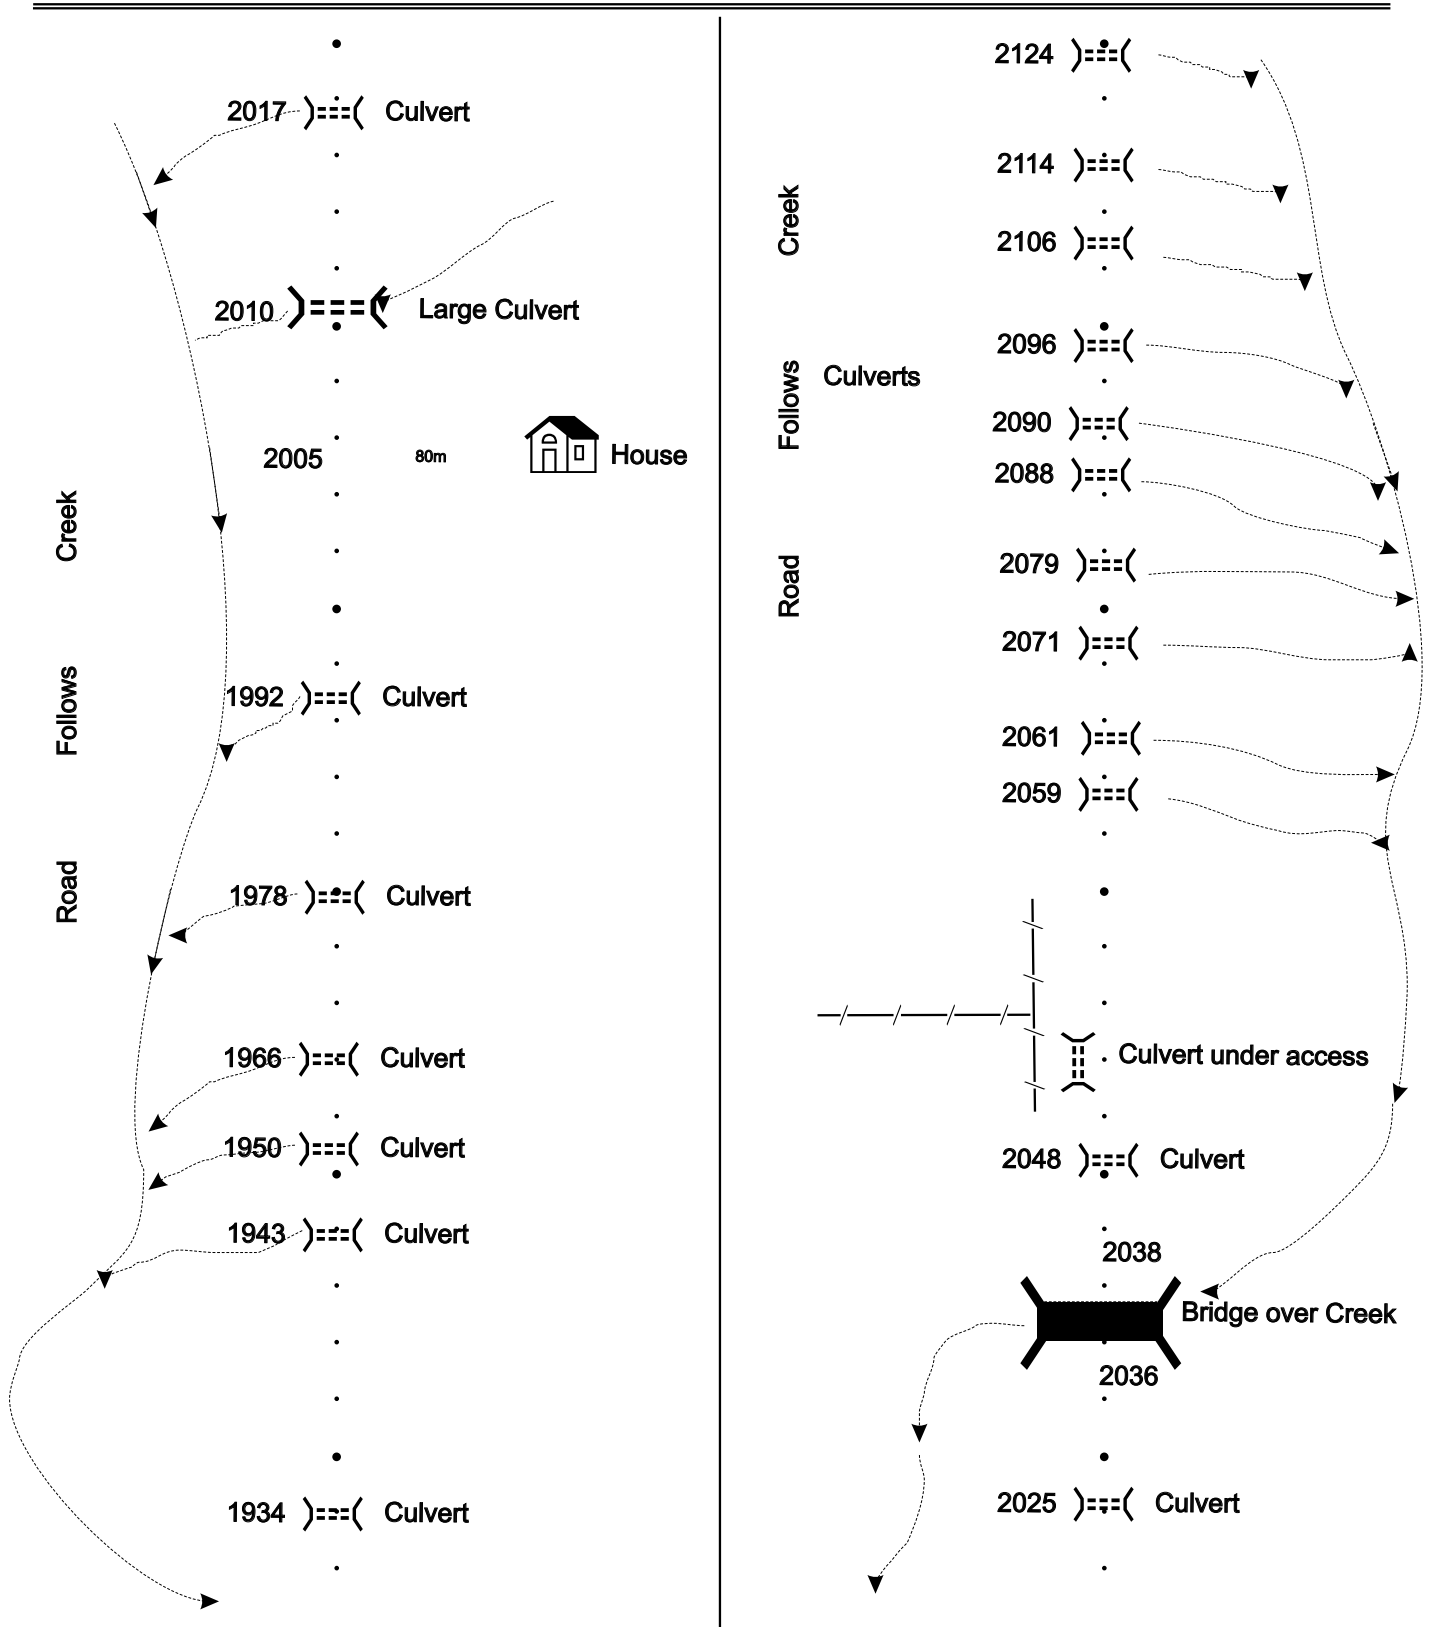 2017 Culvert
2010 Large Culvert
2005 80m House
Creek
Follows
Road
1992 Culvert
1978 Culvert
1966 Culvert
1950 Culvert
1943 Culvert
1934 Culvert
2124
2114
2106
2096
2090
2088
2079
2071
2061
2059
Creek
Follows
Road
Culverts
Culvert under access
2048 Culvert
2038
Bridge over Creek
2036
2025 Culvert